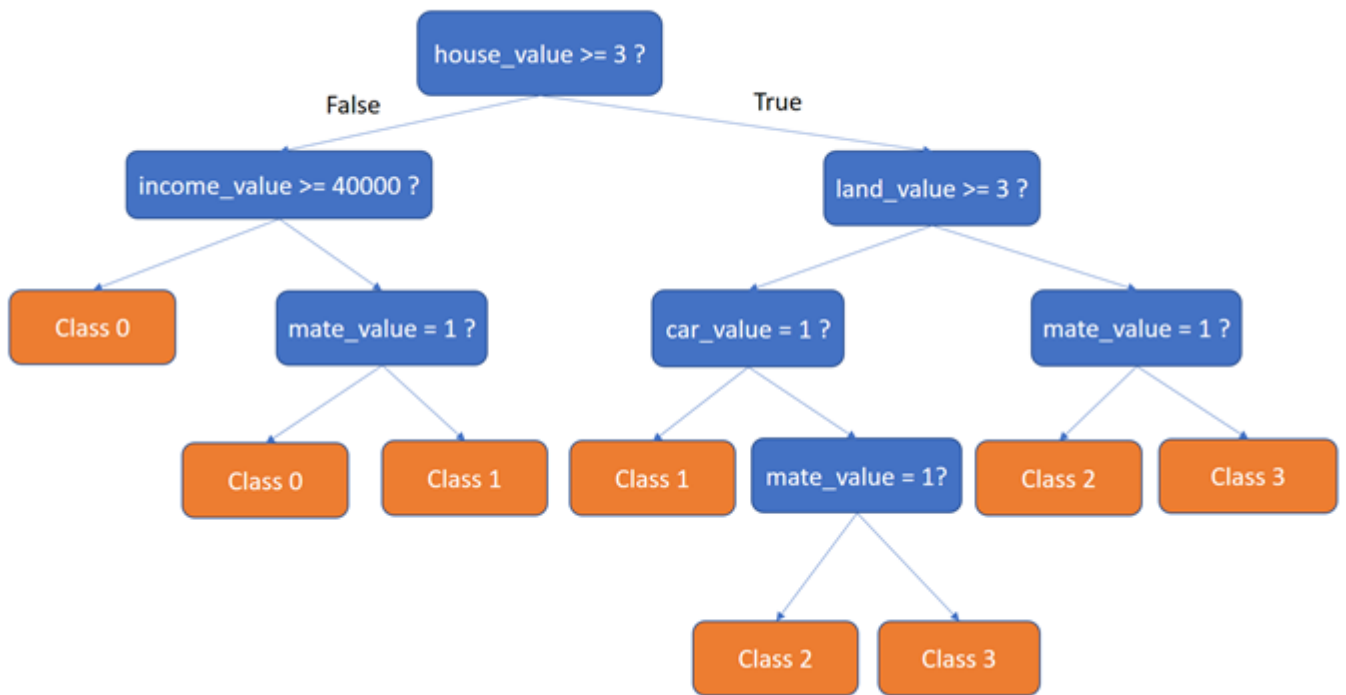 house_value >= 3 ?
False
True
income_value >= 40000 ?
land_value >= 3 ?
Class 0
mate_value = 1 ?
car_value = 1 ?
mate_value = 1 ?
Class 0
Class 1
Class 1
mate_value = 1?
Class 2
Class 3
Class 2
Class 3